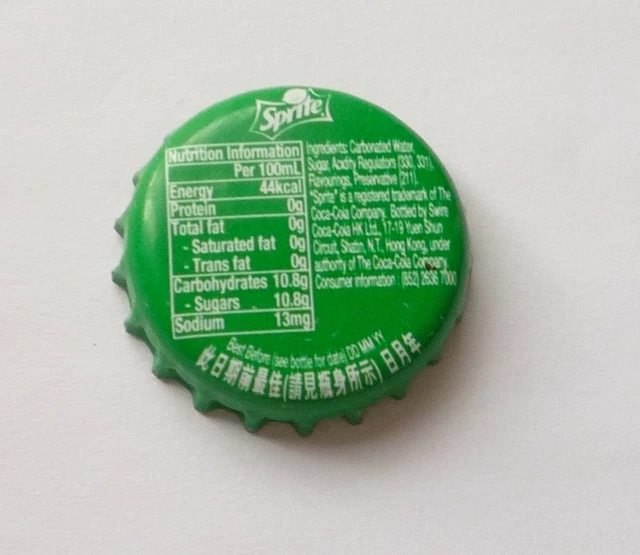 Sprite
Nutrition Information
Per 100mL
Energy 44kcal
Protein 0g
Total fat 0g
- Saturated fat 0g
- Trans fat 0g
Carbohydrates 10.8g
- Sugars 10.8g
Sodium 13mg
Ingredients: Carbonated Water,
Sugar, Acidity Regulators (330, 331),
Flavourings, Preservative (211).
"Sprite" is a registered trademark of The
Coca-Cola Company. Bottled by Swire
Coca-Cola HK Ltd., 17-19 Yuen Shun
Circuit, Shatin, N.T., Hong Kong, under
authority of The Coca-Cola Company.
Consumer information : (852) 2636 7000
Best Before (see bottle for date) DD MM YY
此日期前最佳(請見瓶身所示) 日月年